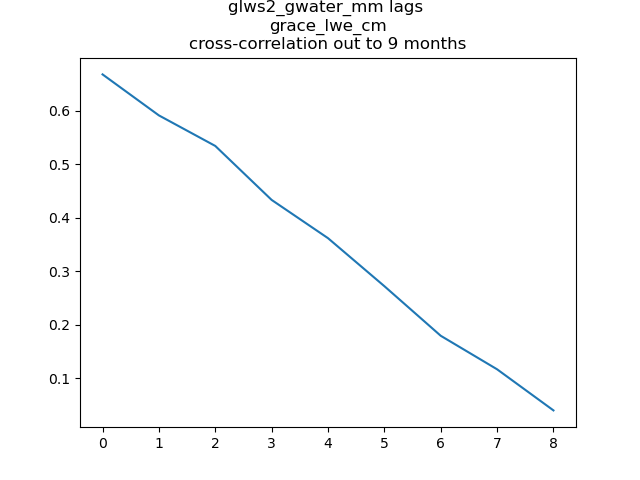 glws2_gwater_mm lags
grace_lwe_cm
cross-correlation out to 9 months
0.6
0.5
0.4
0.3
0.2
0.1
0 1 2 3 4 5 6 7 8